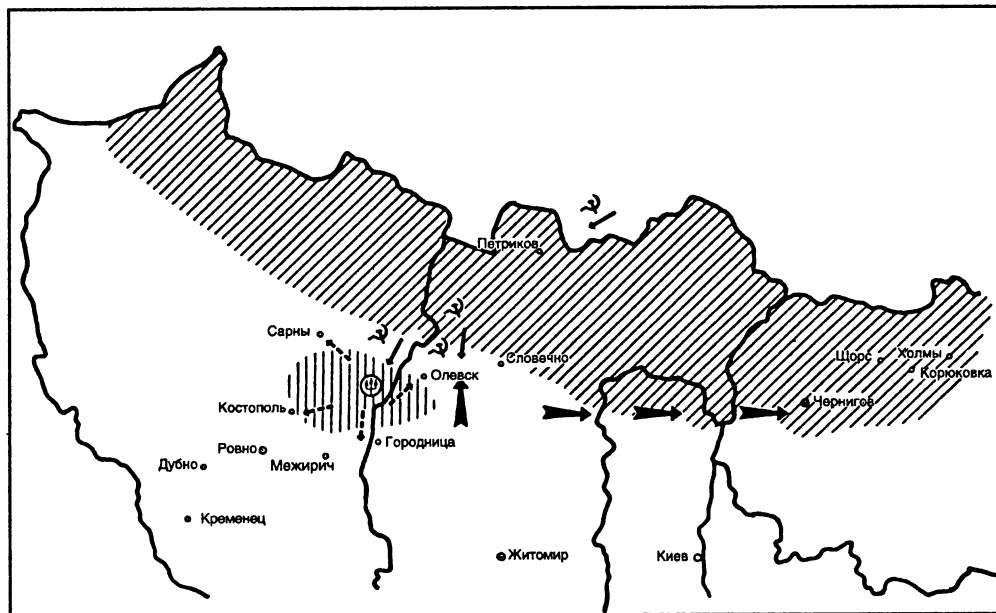 Петриков
Сарны
Словечно
Щорс
Холмы
Корюковка
Олевск
Костополь
Чернигов
Городница
Ровно
Межирич
Дубно
Кременец
Житомир
Киев